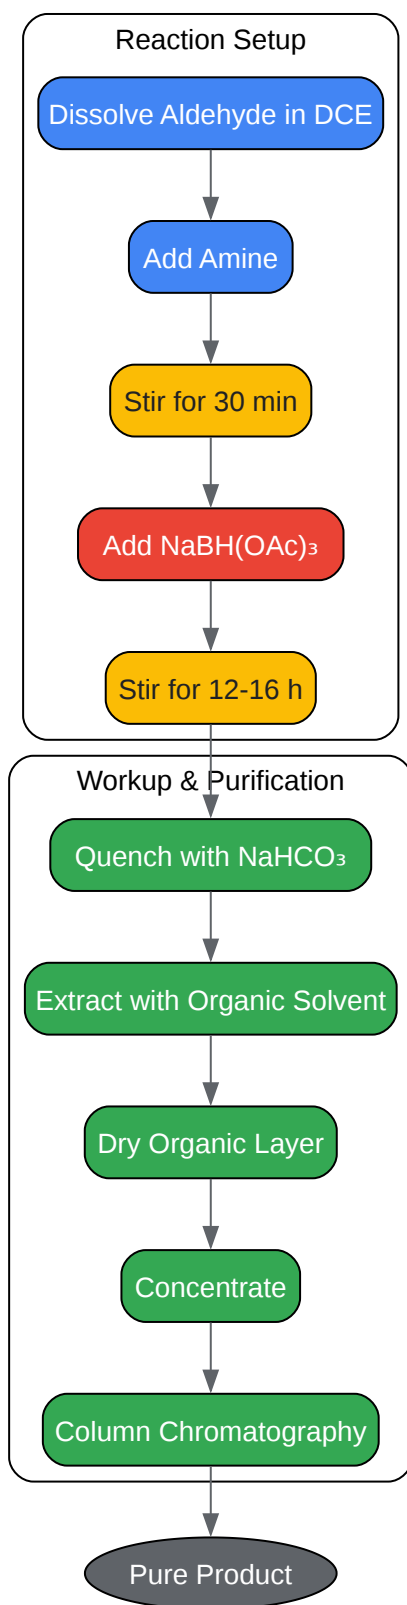 Reaction Setup
Dissolve Aldehyde in DCE
Add Amine
Stir for 30 min
Add NaBH(OAc)₃
Stir for 12-16 h
Workup & Purification
Quench with NaHCO₃
Extract with Organic Solvent
Dry Organic Layer
Concentrate
Column Chromatography
Pure Product